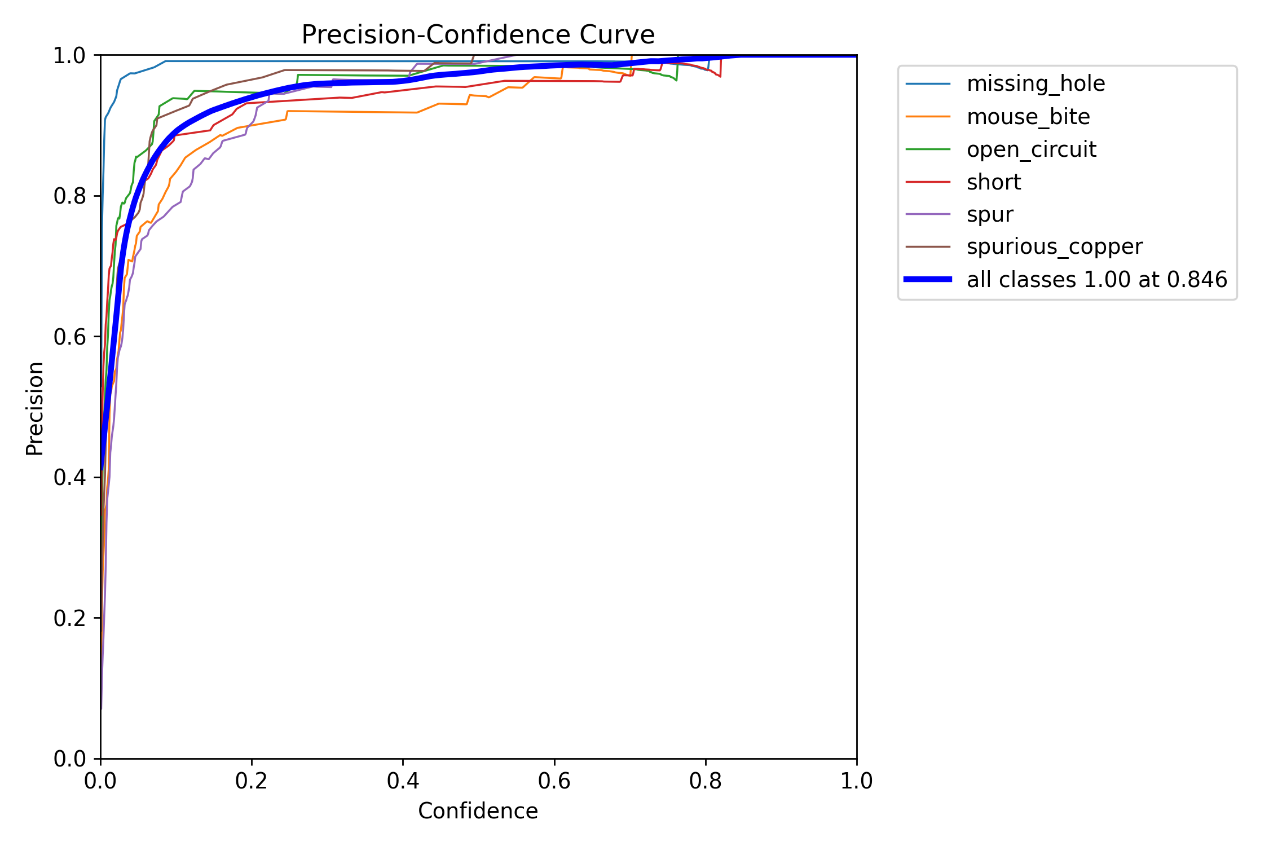 Precision-Confidence Curve
1.0
0.8
0.6
0.4
0.2
0.0
Precision
0.0 0.2 0.4 0.6 0.8 1.0
Confidence
missing_hole
mouse_bite
open_circuit
short
spur
spurious_copper
all classes 1.00 at 0.846